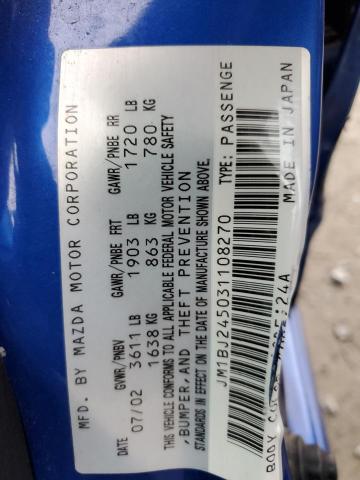 MFD. BY MAZDA MOTOR CORPORATION
GVWR/PNBV GAWR/PNBE FRT GAWR/PNBE RR
DATE
07/02 3611 LB 1903 LB 1720 LB
1638 KG 863 KG 780 KG
THIS VEHICLE CONFORMS TO ALL APPLICABLE FEDERAL MOTOR VEHICLE SAFETY
,BUMPER, AND THEFT PREVENTION
STANDARDS IN EFFECT ON THE DATE OF MANUFACTURE SHOWN ABOVE.
JM1BJ245031108270 TYPE: PASSENGE
MADE IN JAPAN
BODY :24A